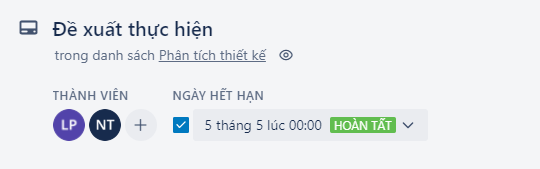 Đề xuất thực hiện
trong danh sách Phân tích thiết kế
THÀNH VIÊN NGÀY HẾT HẠN
LP NT + 5 tháng 5 lúc 00:00 HOÀN TẤT